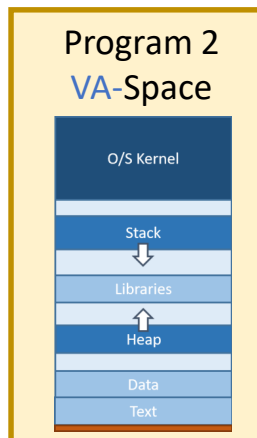 Program 2
VA-Space
O/S Kernel
Stack
Libraries
Heap
Data
Text